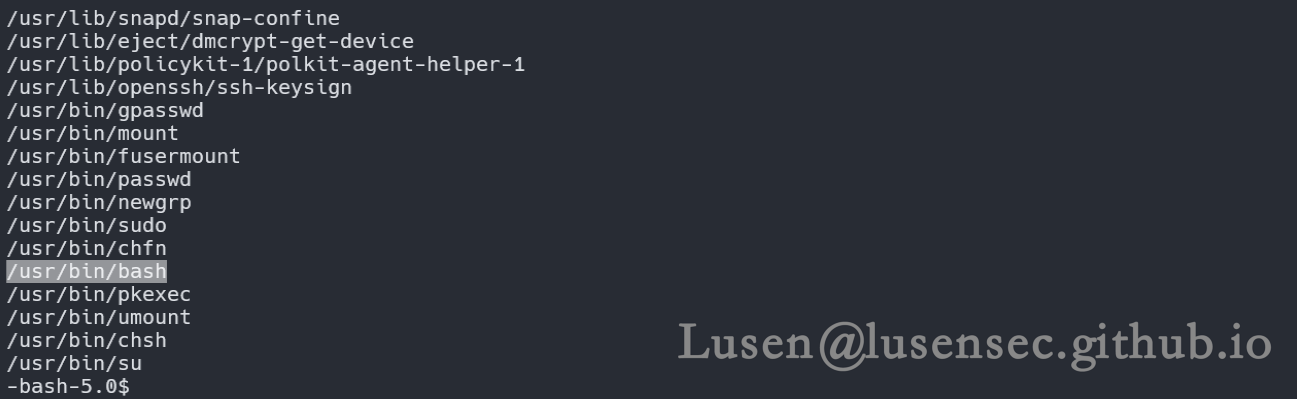 /usr/lib/snapd/snap-confine
/usr/lib/eject/dmcrypt-get-device
/usr/lib/policykit-1/polkit-agent-helper-1
/usr/lib/openssh/ssh-keysign
/usr/bin/gpasswd
/usr/bin/mount
/usr/bin/fusermount
/usr/bin/passwd
/usr/bin/newgrp
/usr/bin/sudo
/usr/bin/chfn
/usr/bin/bash
/usr/bin/pkexec
/usr/bin/umount
/usr/bin/chsh
/usr/bin/su
-bash-5.0$
Lusen@lusensec.github.io